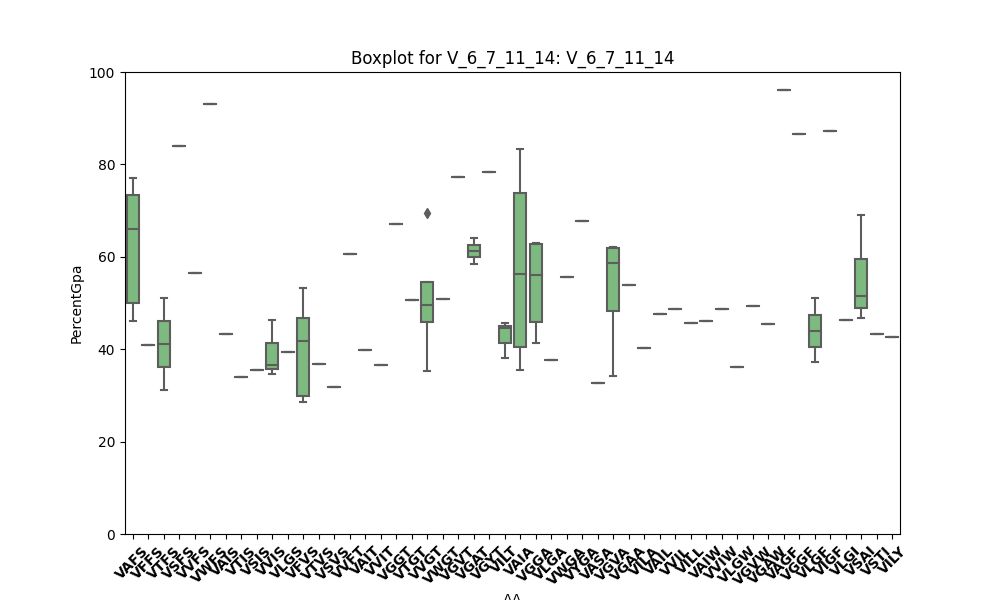 Boxplot for V_6_7_11_14: V_6_7_11_14
PercentGpa
100
80
60
40
20
0
VAFS VFFS VTFS VSFS VVFS VWFS VAIS VTIS VSIS VVIS VLGS VFVS VTVS VSVS VVFT VAIT VVIT VGGT VTGT VVGT VWGT VGVT VGAT VGYT VILT VAIA VGGA VLGA VWGA VYGA VASA VGVA VGAA VILA VAIL VVIL VILL VAIW VVIW VLGW VGVW VGAW VAGF VGGF VLGF VIGF VLGI VSAI VSTI VILY
AA